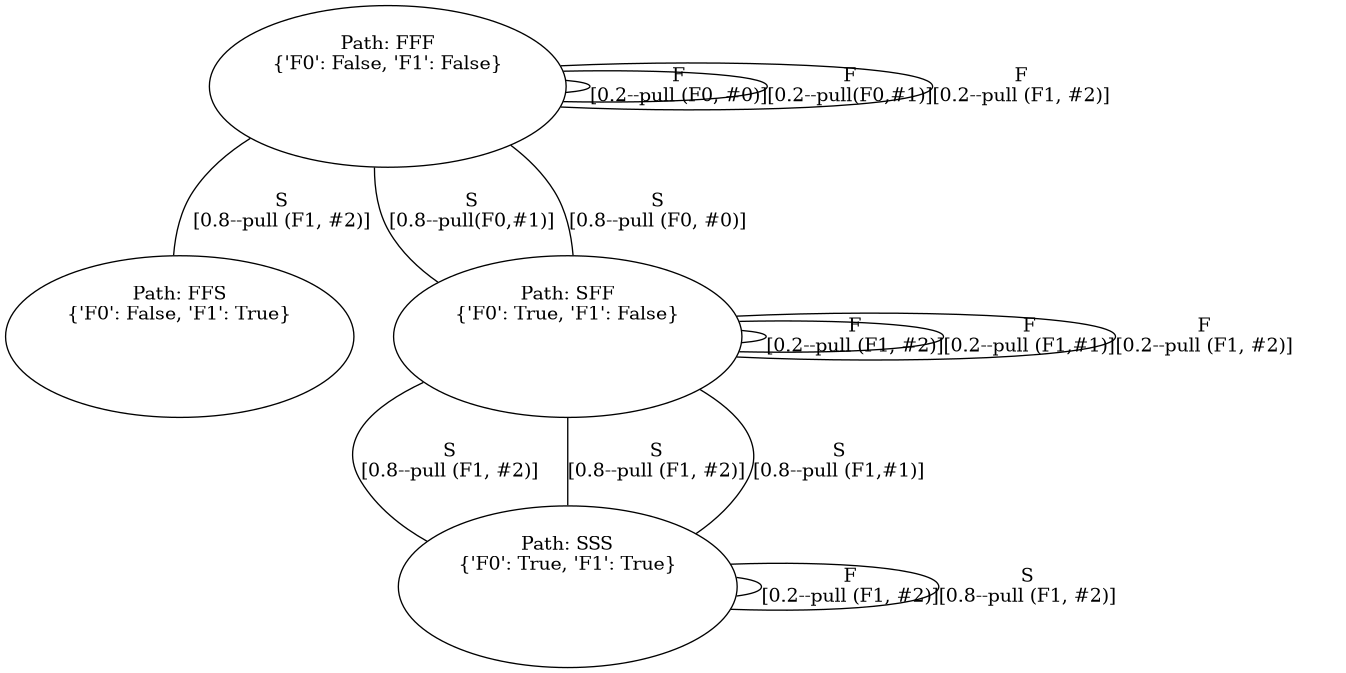 Path: FFF
{'F0': False, 'F1': False}
F
[0.2--pull (F0, #0)]
F
[0.2--pull(F0,#1)]
F
[0.2--pull (F1, #2)]
S
[0.8--pull (F1, #2)]
S
[0.8--pull(F0,#1)]
S
[0.8--pull (F0, #0)]
Path: FFS
{'F0': False, 'F1': True}
Path: SFF
{'F0': True, 'F1': False}
F
[0.2--pull (F1, #2)]
F
[0.2--pull (F1,#1)]
F
[0.2--pull (F1, #2)]
S
[0.8--pull (F1, #2)]
S
[0.8--pull (F1, #2)]
S
[0.8--pull (F1,#1)]
Path: SSS
{'F0': True, 'F1': True}
F
[0.2--pull (F1, #2)]
S
[0.8--pull (F1, #2)]